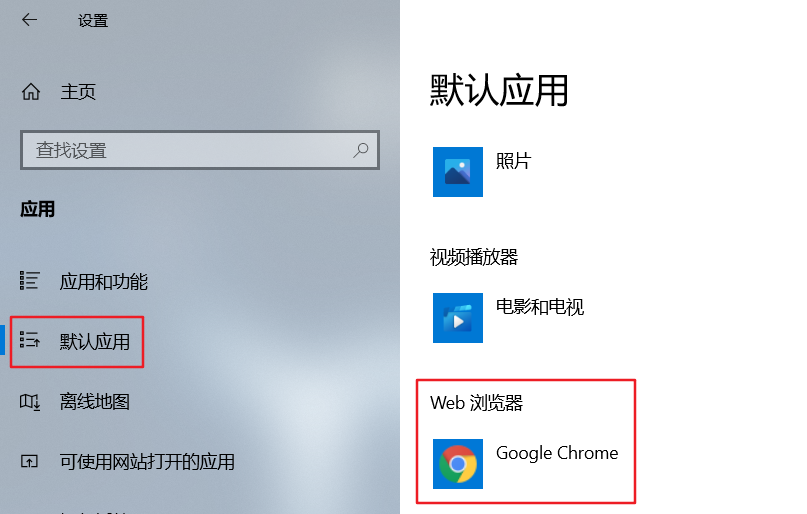 设置
主页
查找设置
应用
应用和功能
默认应用
离线地图
可使用网站打开的应用
默认应用
照片
视频播放器
电影和电视
Web 浏览器
Google Chrome